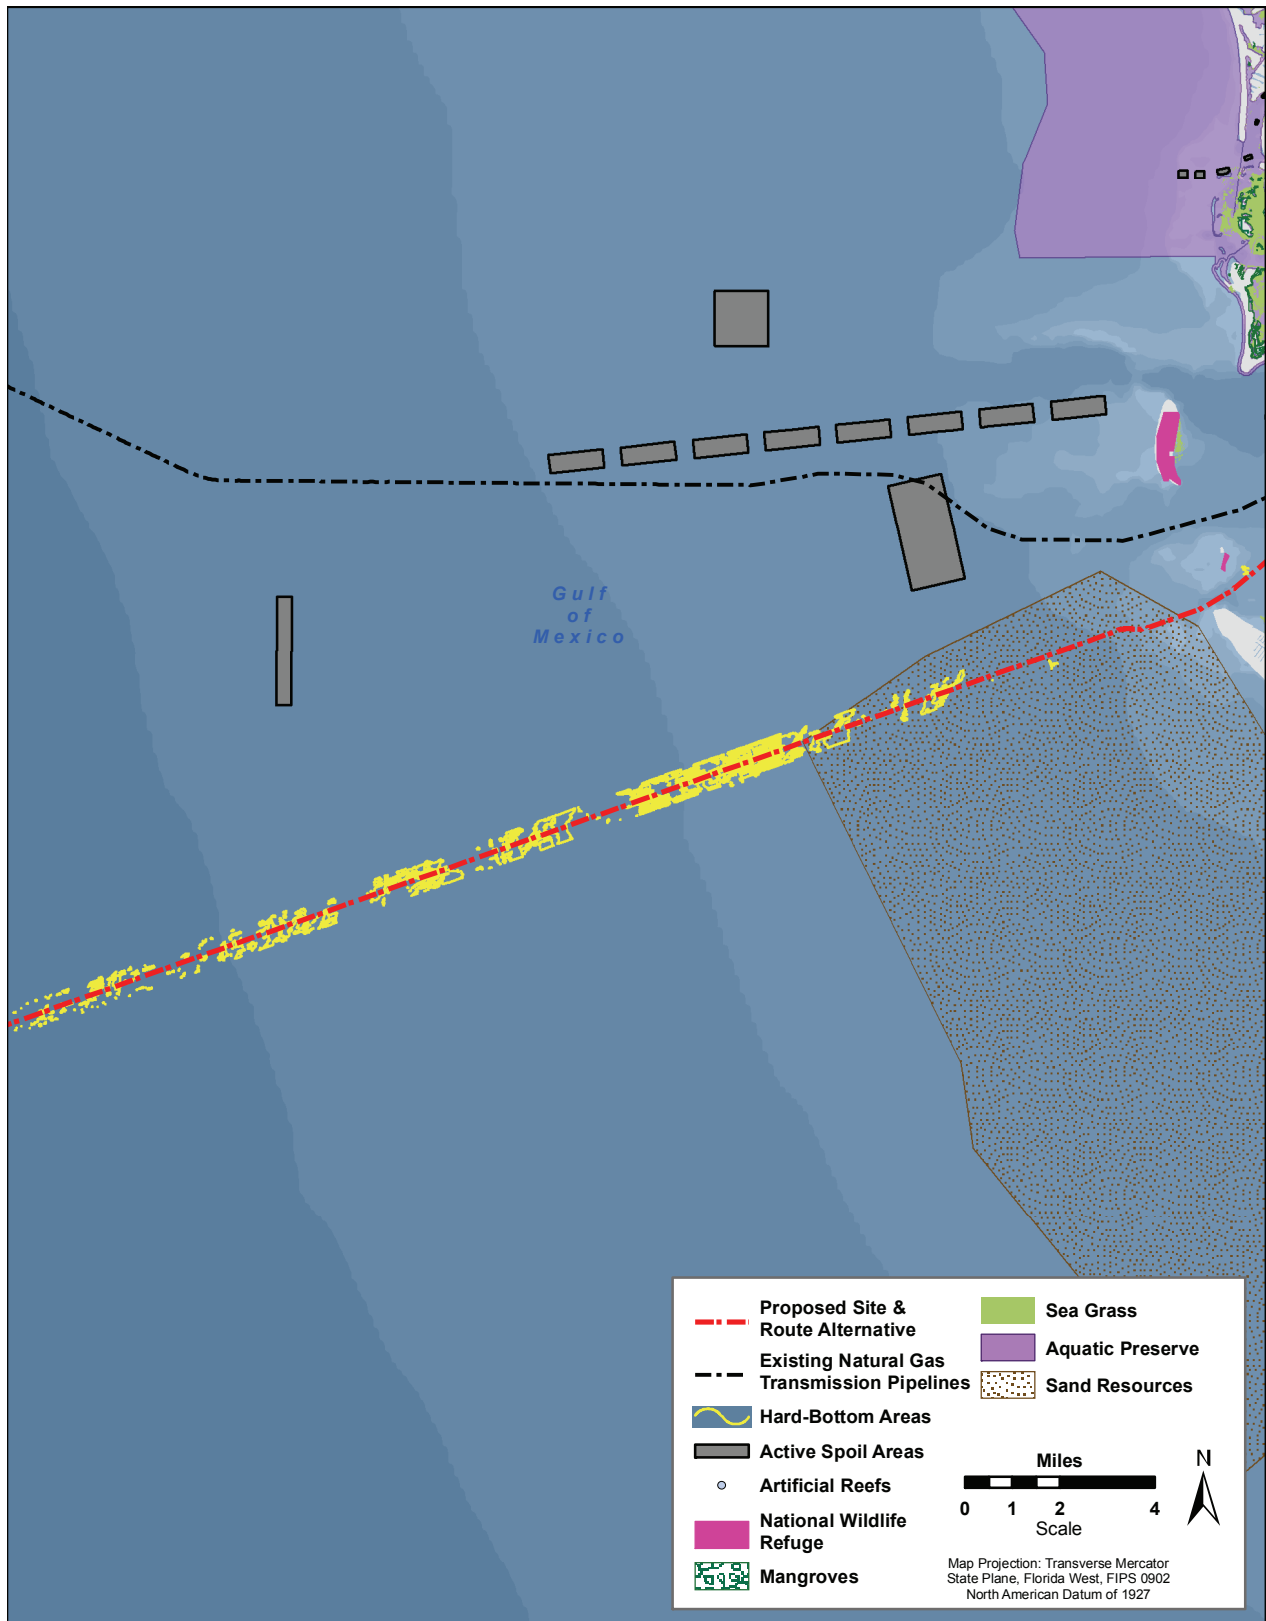 Gulf
of
Mexico
Proposed Site &
Route Alternative
Existing Natural Gas
Transmission Pipelines
Hard-Bottom Areas
Active Spoil Areas
Artificial Reefs
National Wildlife
Refuge
Mangroves
Sea Grass
Aquatic Preserve
Sand Resources
Miles
0 1 2 4
Scale
N
Map Projection: Transverse Mercator
State Plane, Florida West, FIPS 0902
North American Datum of 1927